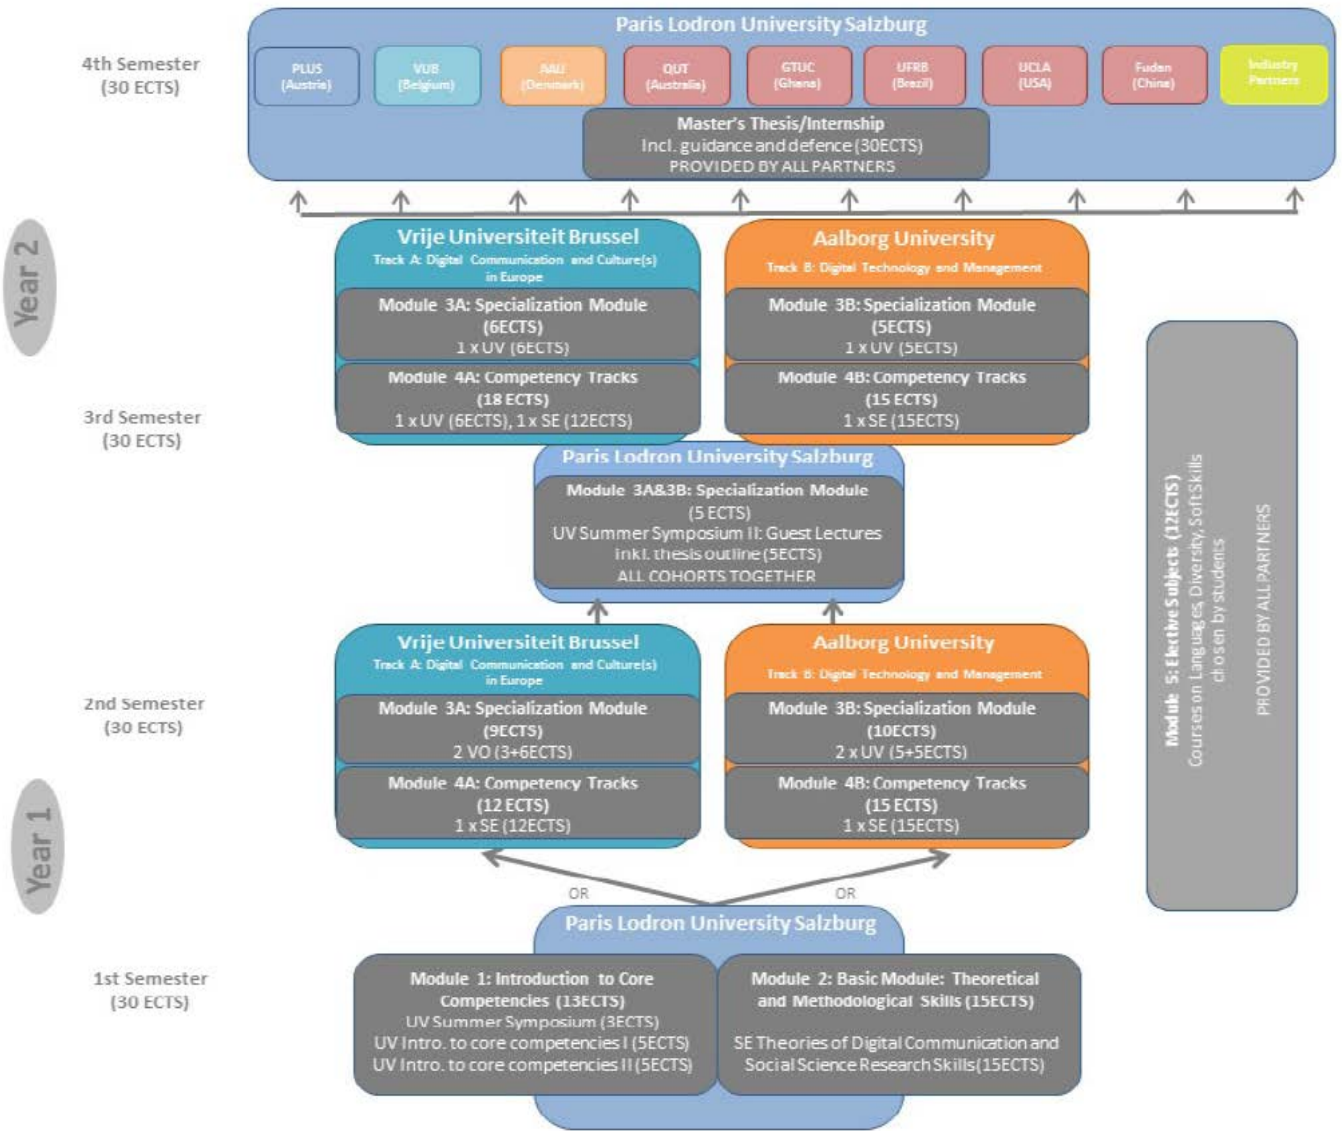 Paris Lodron University Salzburg
4th Semester
(30 ECTS)
PLUS
(Austria)
VUB
(Belgium)
AAU
(Denmark)
QUT
(Australia)
GTUC
(Ghana)
UFRB
(Brazil)
UCLA
(USA)
Fudan
(China)
Industry
Partners
Master's Thesis/Internship
Incl. guidance and defence (30ECTS)
PROVIDED BY ALL PARTNERS
Year 2
Vrije Universiteit Brussel
Track A: Digital Communication and Culture(s)
in Europe
Module 3A: Specialization Module
(6ECTS)
1 x UV (6ECTS)
Module 4A: Competency Tracks
(18 ECTS)
1 x UV (6ECTS), 1 x SE (12ECTS)
Aalborg University
Track B: Digital Technology and Management
Module 3B: Specialization Module
(5ECTS)
1 x UV (5ECTS)
Module 4B: Competency Tracks
(15 ECTS)
1 x SE (15ECTS)
3rd Semester
(30 ECTS)
Paris Lodron University Salzburg
Module 3A&3B: Specialization Module
(5 ECTS)
UV Summer Symposium II: Guest Lectures
inkl. thesis outline (5ECTS)
ALL COHORTS TOGETHER
Module 5: Elective Subjects (12ECTS)
Courses on Languages, Diversity, Soft Skills
chosen by students
PROVIDED BY ALL PARTNERS
2nd Semester
(30 ECTS)
Vrije Universiteit Brussel
Track A: Digital Communication and Culture(s)
in Europe
Module 3A: Specialization Module
(9ECTS)
2 VO (3+6ECTS)
Module 4A: Competency Tracks
(12 ECTS)
1 x SE (12ECTS)
Aalborg University
Track B: Digital Technology and Management
Module 3B: Specialization Module
(10ECTS)
2 x UV (5+5ECTS)
Module 4B: Competency Tracks
(15 ECTS)
1 x SE (15ECTS)
Year 1
OR
OR
Paris Lodron University Salzburg
1st Semester
(30 ECTS)
Module 1: Introduction to Core
Competencies (13ECTS)
UV Summer Symposium (3ECTS)
UV Intro. to core competencies I (5ECTS)
UV Intro. to core competencies II (5ECTS)
Module 2: Basic Module: Theoretical
and Methodological Skills (15ECTS)
SE Theories of Digital Communication and
Social Science Research Skills (15ECTS)